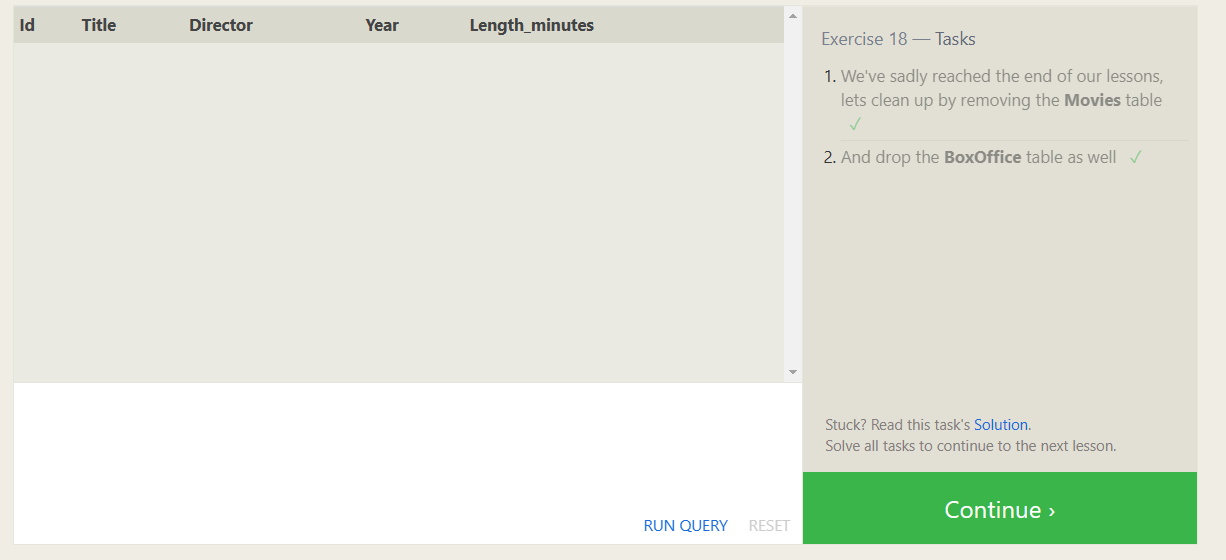 Id Title Director Year Length_minutes
Exercise 18 — Tasks
1. We've sadly reached the end of our lessons,
lets clean up by removing the Movies table
✓
2. And drop the BoxOffice table as well ✓
Stuck? Read this task's Solution.
Solve all tasks to continue to the next lesson.
RUN QUERY RESET
Continue ›